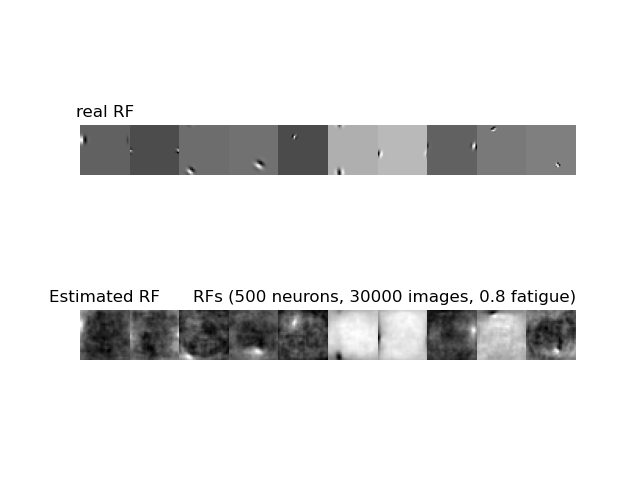 real RF
Estimated RF
RFs (500 neurons, 30000 images, 0.8 fatigue)